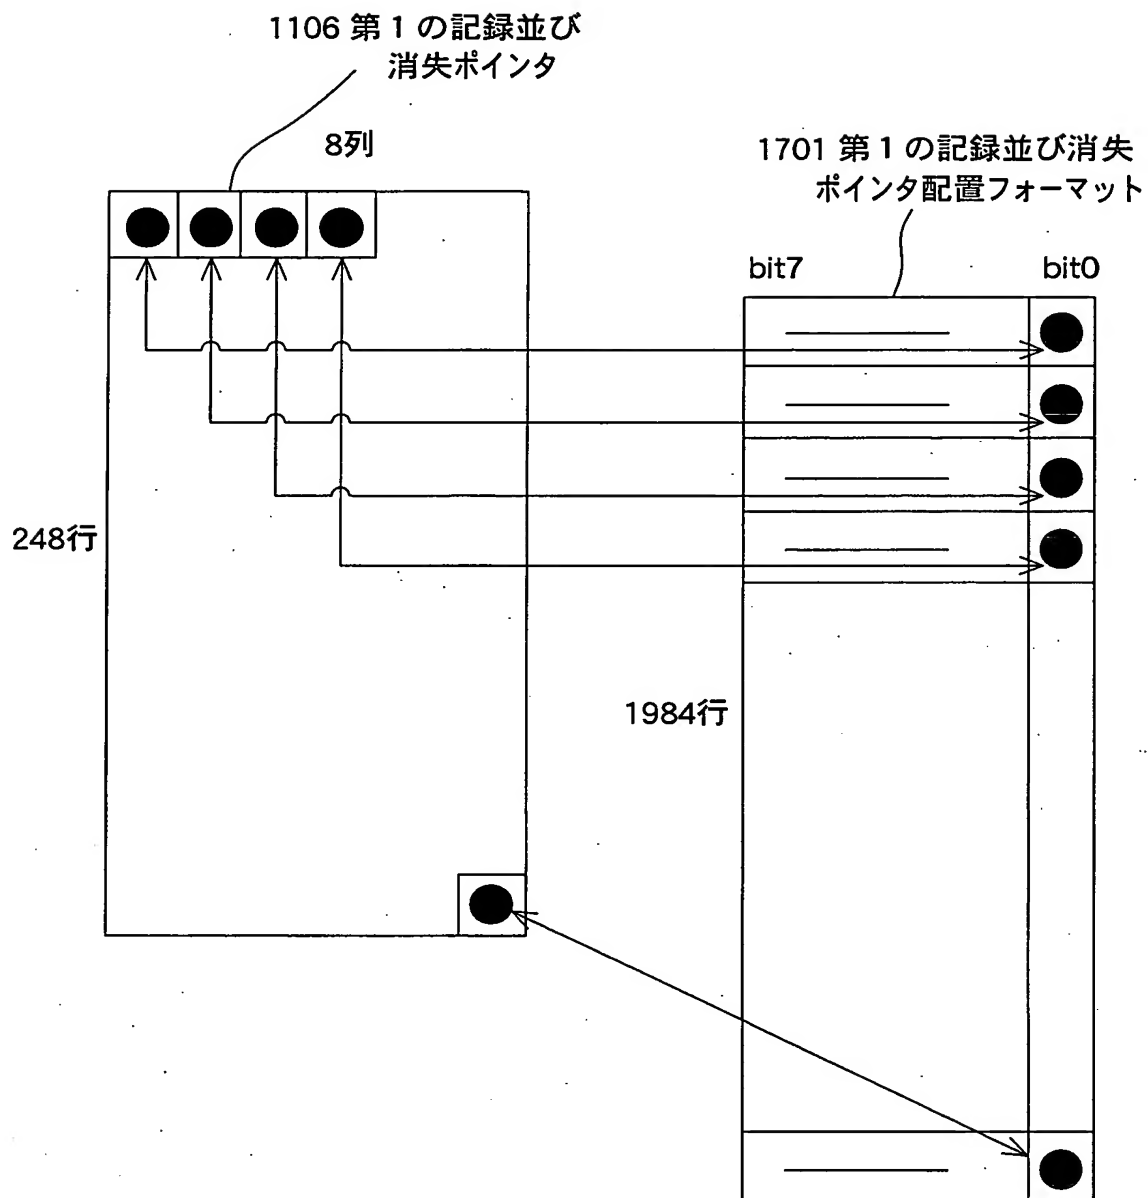 1106 第1の記録並び
消失ポインタ
8列
1701 第1の記録並び消失
ポインタ配置フォーマット
bit7
bit0
248行
1984行